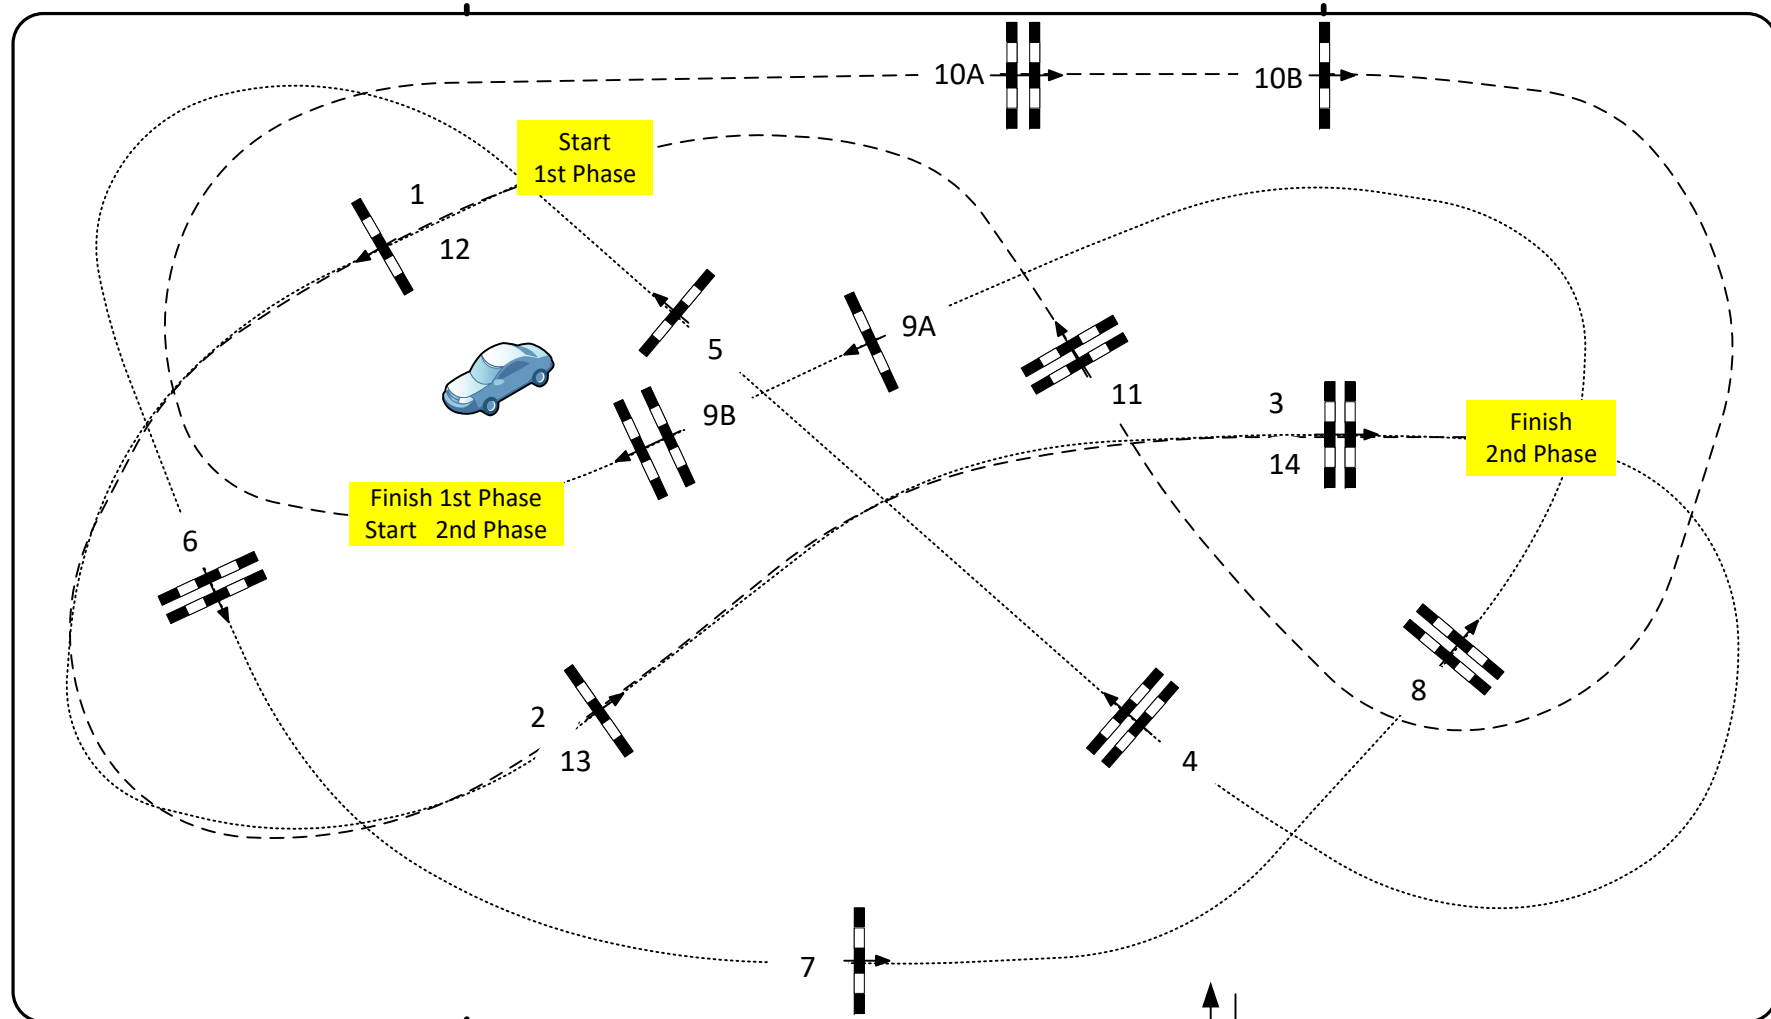 10A
10B
Start
1st Phase
1
12
9A
5
11
3
9B
Finish
2nd Phase
14
Finish 1st Phase
Start 2nd Phase
6
8
2
13
4
7